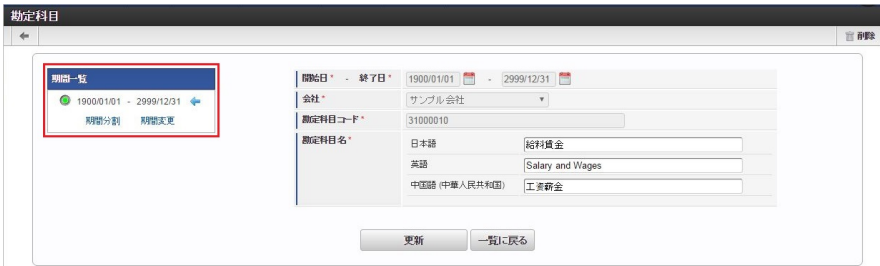 勘定科目
削除
期間一覧
1900/01/01 - 2999/12/31
期間分割 期間変更
開始日* - 終了日* 1900/01/01 - 2999/12/31
会社* サンプル会社
勘定科目コード* 31000010
勘定科目名* 日本語 給料賃金
英語 Salary and Wages
中国語 (中華人民共和国) 工资薪金
更新 一覧に戻る